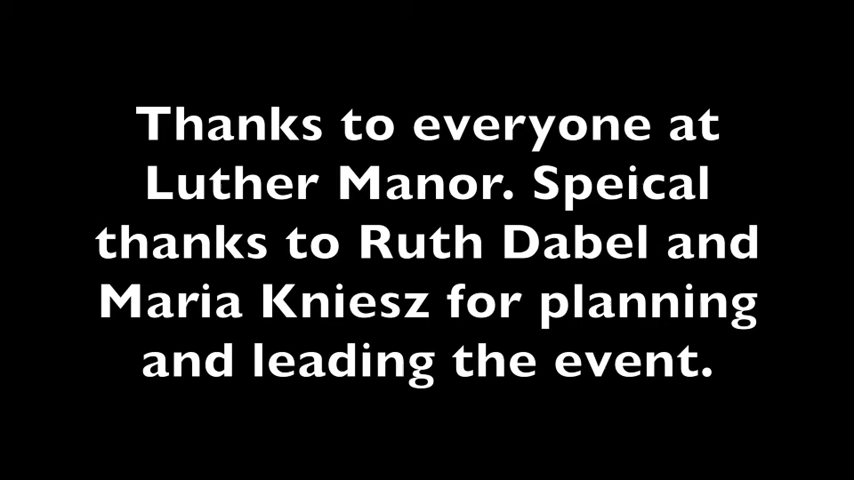 Thanks to everyone at
Luther Manor. Speical
thanks to Ruth Dabel and
Maria Kniesz for planning
and leading the event.